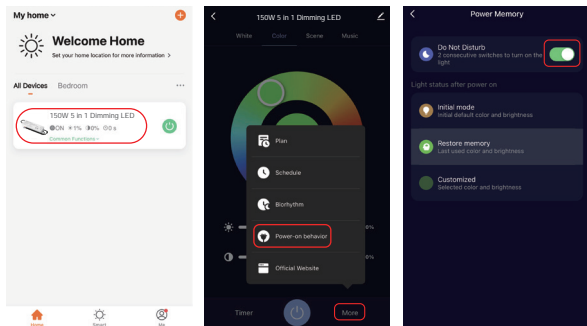 My home
Welcome Home
Set your home location for more information >
All Devices Bedroom ...
150W 5 in 1 Dimming LED
ON 1% 0% 0 s
Common Functions
Home Smart Me
150W 5 in 1 Dimming LED
White Color Scene Music
Plan
Schedule
Biorhythm
Power-on behavior
Official Website
0%
0%
Timer More
Power Memory
Do Not Disturb
2 consecutive switches to turn on the
light
Light status after power on
Initial mode
Initial default color and brightness
Restore memory
Last used color and brightness
Customized
Selected color and brightness